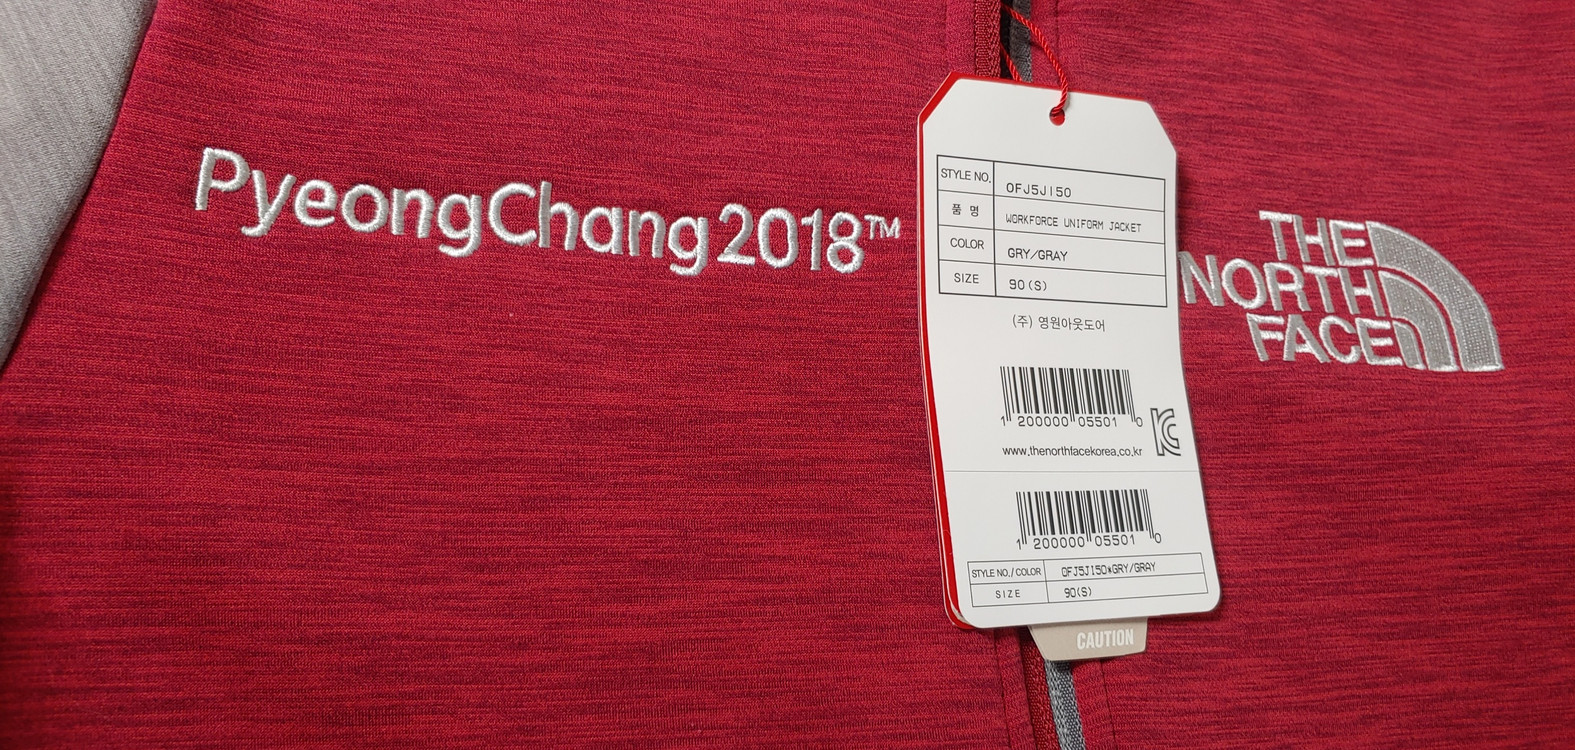 PyeongChang2018™
STYLE NO. 0FJ5J150
품 명 WORKFORCE UNIFORM JACKET
COLOR GRY/GRAY
SIZE 90(S)
(주) 영원아웃도어
1 200000 05501 0
www.thenorthfacekorea.co.kr
1 200000 05501 0
STYLE NO./COLOR 0FJ5J150*GRY/GRAY
SIZE 90(S)
CAUTION
THE
NORTH
FACE